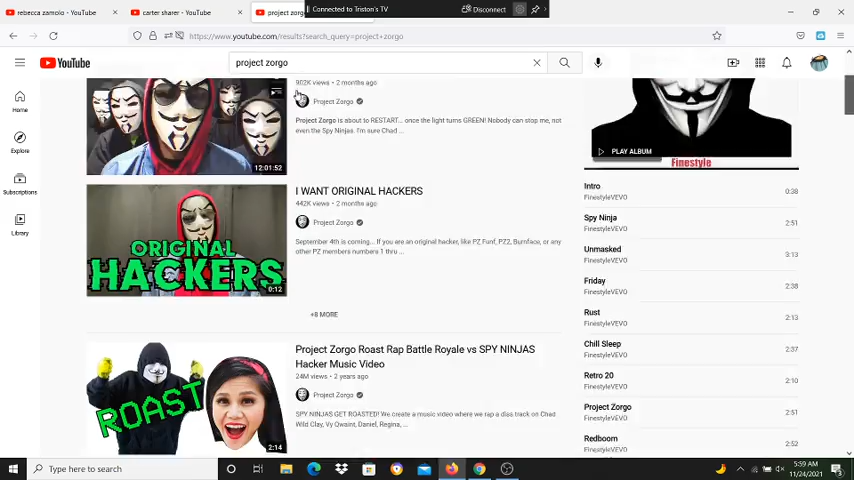 rebecca zamolo - YouTube
carter sharer - YouTube
project zorgo
Connected to Triston's TV
Disconnect
https://www.youtube.com/results?search_query=project+zorgo
YouTube
project zorgo
Home
Explore
Subscriptions
Library
902K views • 2 months ago
Project Zorgo
Project Zorgo is about to RESTART... once the light turns GREEN! Nobody can stop me, not
even the Spy Ninjas. I'm sure Chad ...
12:01:52
I WANT ORIGINAL HACKERS
442K views • 2 months ago
Project Zorgo
September 4th is coming... If you are an original hacker, like PZ Funf, PZ2, Burnface, or any
other PZ members numbers 1 thru ...
ORIGINAL
HACKERS
0:12
+8 MORE
Project Zorgo Roast Rap Battle Royale vs SPY NINJAS
Hacker Music Video
24M views • 2 years ago
Project Zorgo
SPY NINJAS GET ROASTED! We create a music video where we rap a diss track on Chad
Wild Clay, Vy Qwaint, Daniel, Regina, ...
ROAST
2:14
PLAY ALBUM
Finestyle
Intro
FinestyleVEVO
0:38
Spy Ninja
FinestyleVEVO
2:51
Unmasked
FinestyleVEVO
3:13
Friday
FinestyleVEVO
2:38
Rust
FinestyleVEVO
2:13
Chill Sleep
FinestyleVEVO
2:37
Retro 20
FinestyleVEVO
2:10
Project Zorgo
FinestyleVEVO
2:51
Redboom
FinestyleVEVO
2:52
Type here to search
5:59 AM
11/24/2021